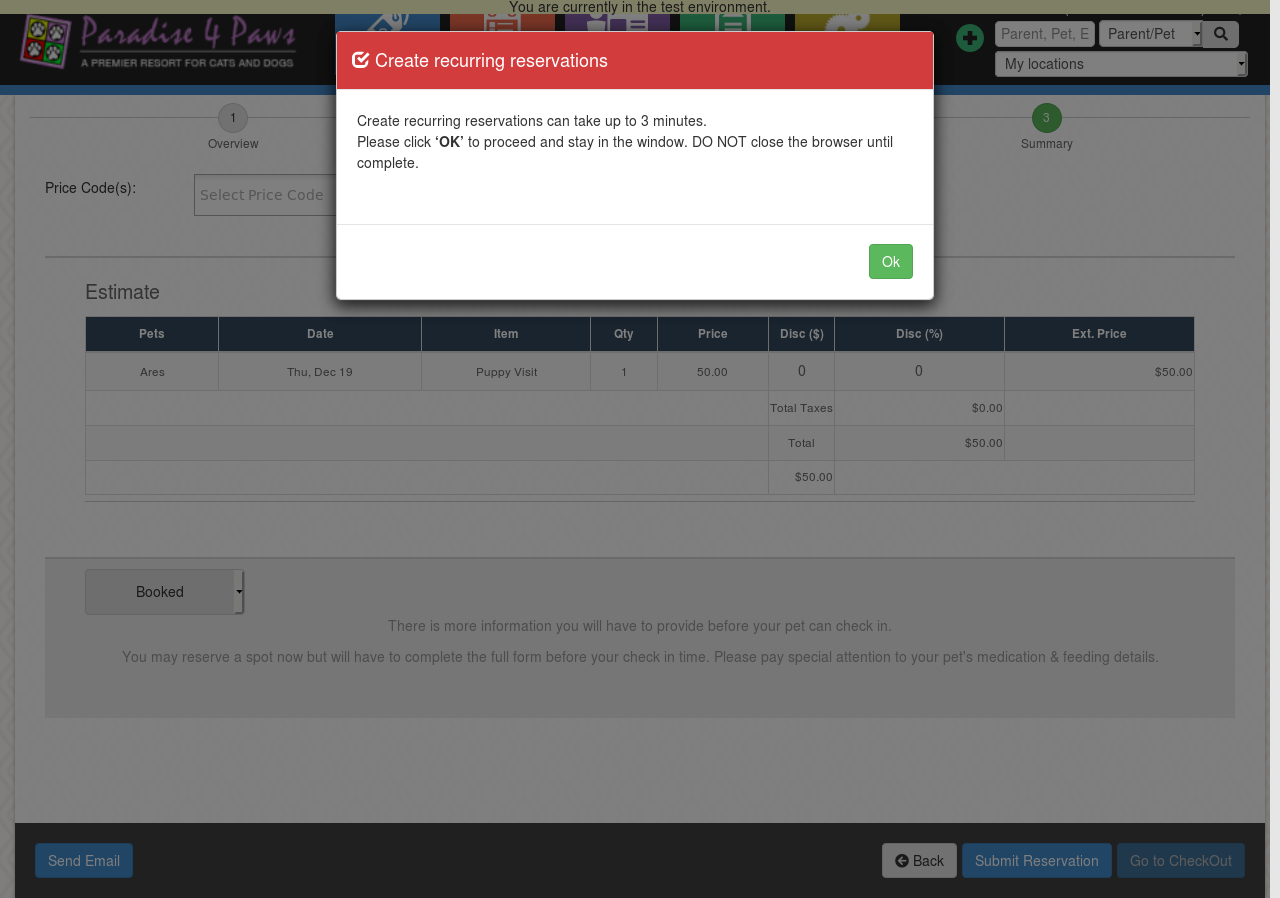 You are currently in the test environment.
Paradise 4 Paws
A PREMIER RESORT FOR CATS AND DOGS
Parent, Pet, E
Parent/Pet
My locations
Create recurring reservations
Create recurring reservations can take up to 3 minutes.
Please click ‘OK’ to proceed and stay in the window. DO NOT close the browser until
complete.
Ok
1
3
Overview
Summary
Price Code(s):
Select Price Code
Estimate
Pets Date Item Qty Price Disc ($) Disc (%) Ext. Price
Ares Thu, Dec 19 Puppy Visit 1 50.00 0 0 $50.00
Total Taxes $0.00
Total $50.00
$50.00
Booked
There is more information you will have to provide before your pet can check in.
You may reserve a spot now but will have to complete the full form before your check in time. Please pay special attention to your pet's medication & feeding details.
Send Email
Back
Submit Reservation
Go to CheckOut